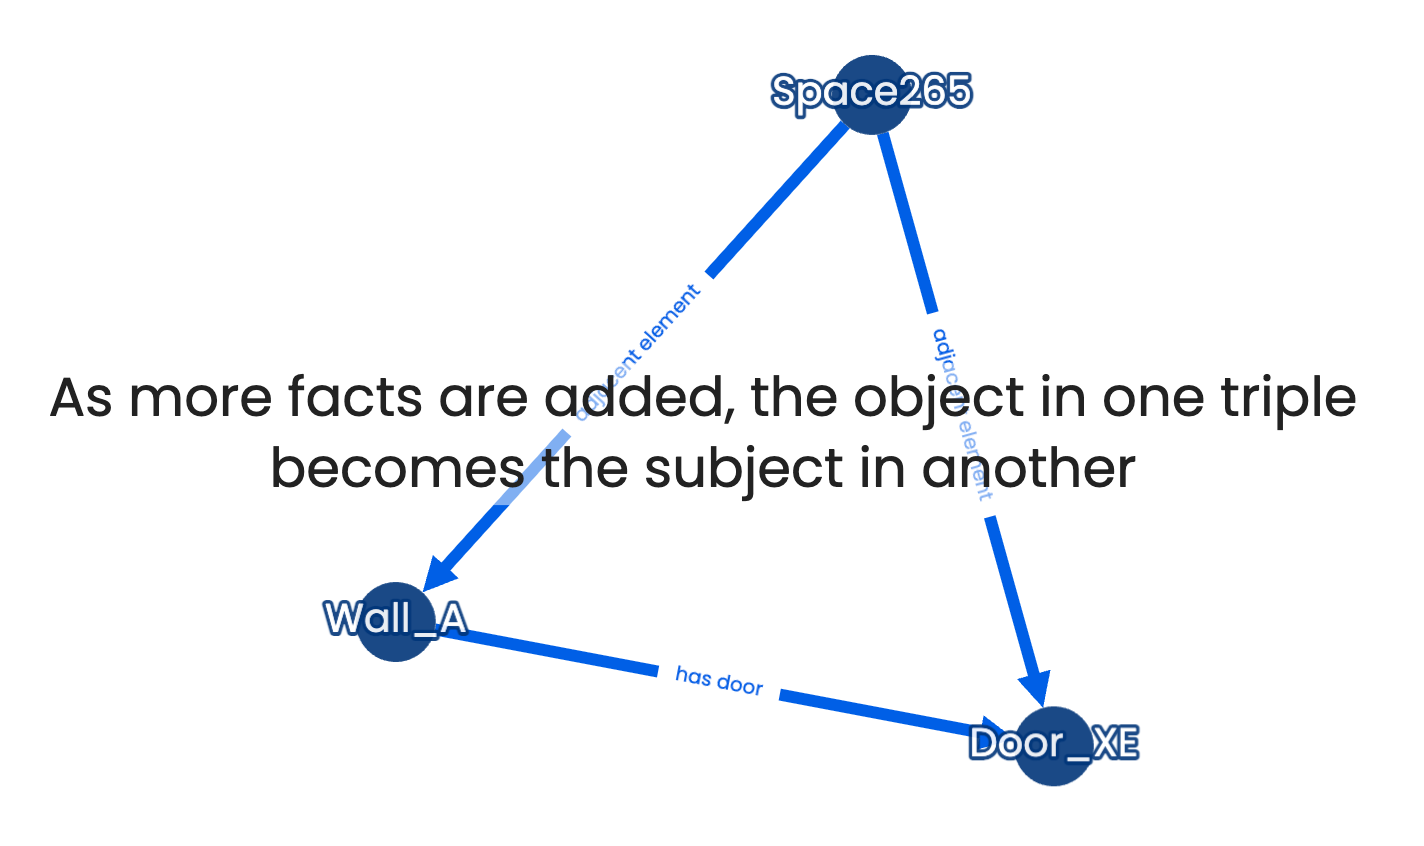 Space265
adjacent element
adjacent element
As more facts are added, the object in one triple
becomes the subject in another
Wall_A
has door
Door_XE